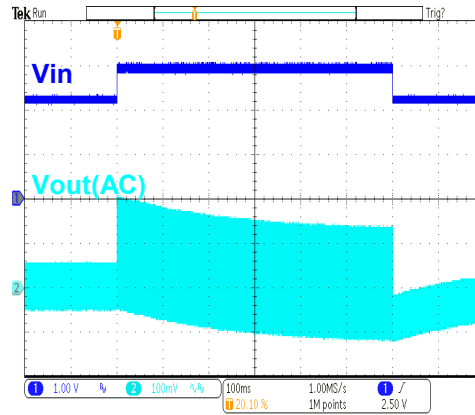 Tek Run
Trig?
T
Vin
Vout(AC)
1
2
1 1.00 V
2 100mV
100ms
1.00MS/s
1
T 20.10 %
1M points
2.50 V